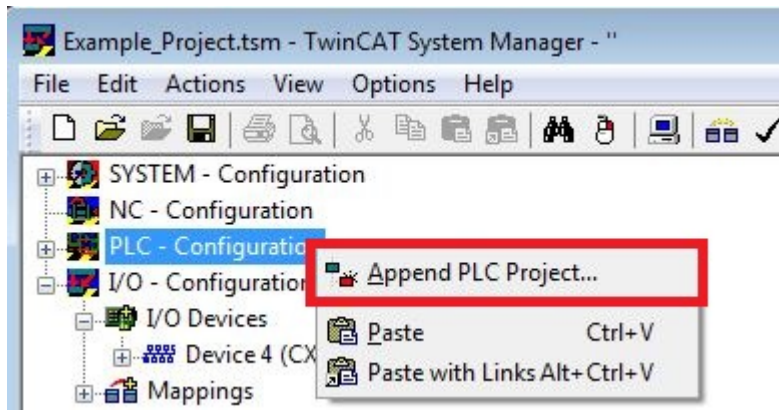 Example_Project.tsm - TwinCAT System Manager - ''
File Edit Actions View Options Help
SYSTEM - Configuration
NC - Configuration
PLC - Configuratio
Append PLC Project...
I/O - Configuration
I/O Devices
Paste Ctrl+V
Device 4 (CX
Paste with Links Alt+Ctrl+V
Mappings